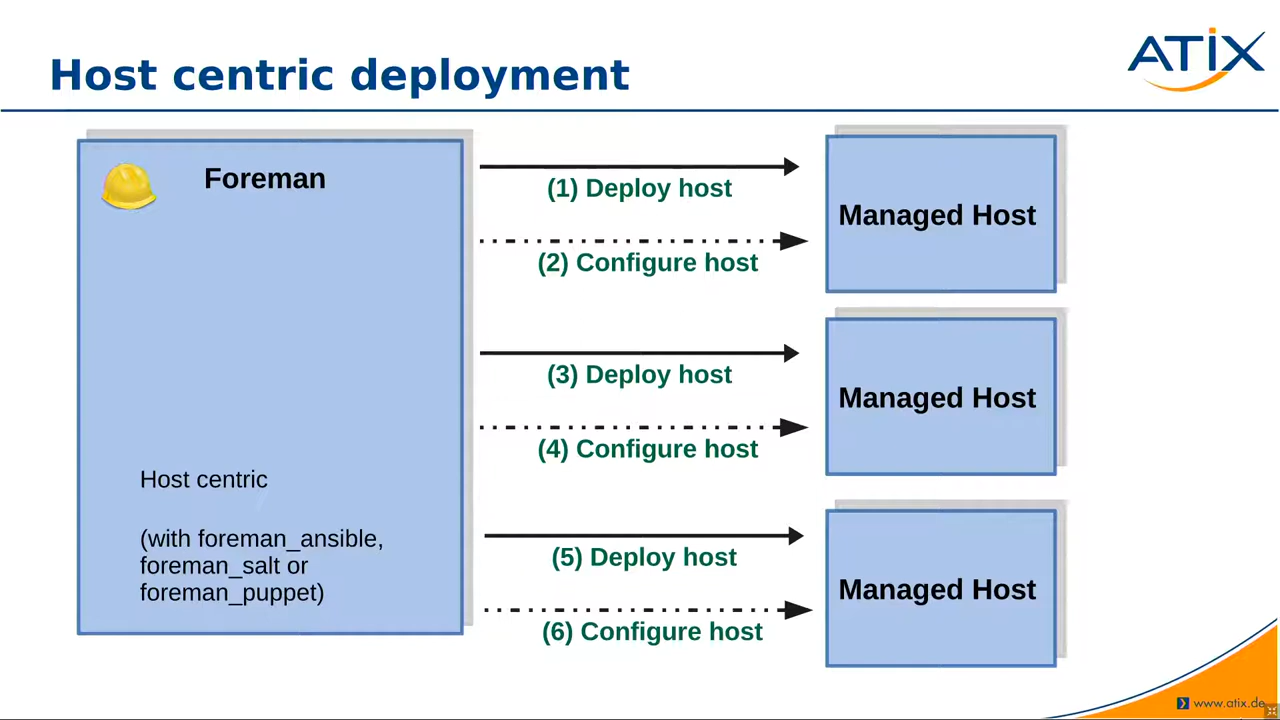 Host centric deployment
ATIX
Foreman
(1) Deploy host
Managed Host
(2) Configure host
(3) Deploy host
Managed Host
(4) Configure host
Host centric
(with foreman_ansible,
foreman_salt or
foreman_puppet)
(5) Deploy host
Managed Host
(6) Configure host
www.atix.de